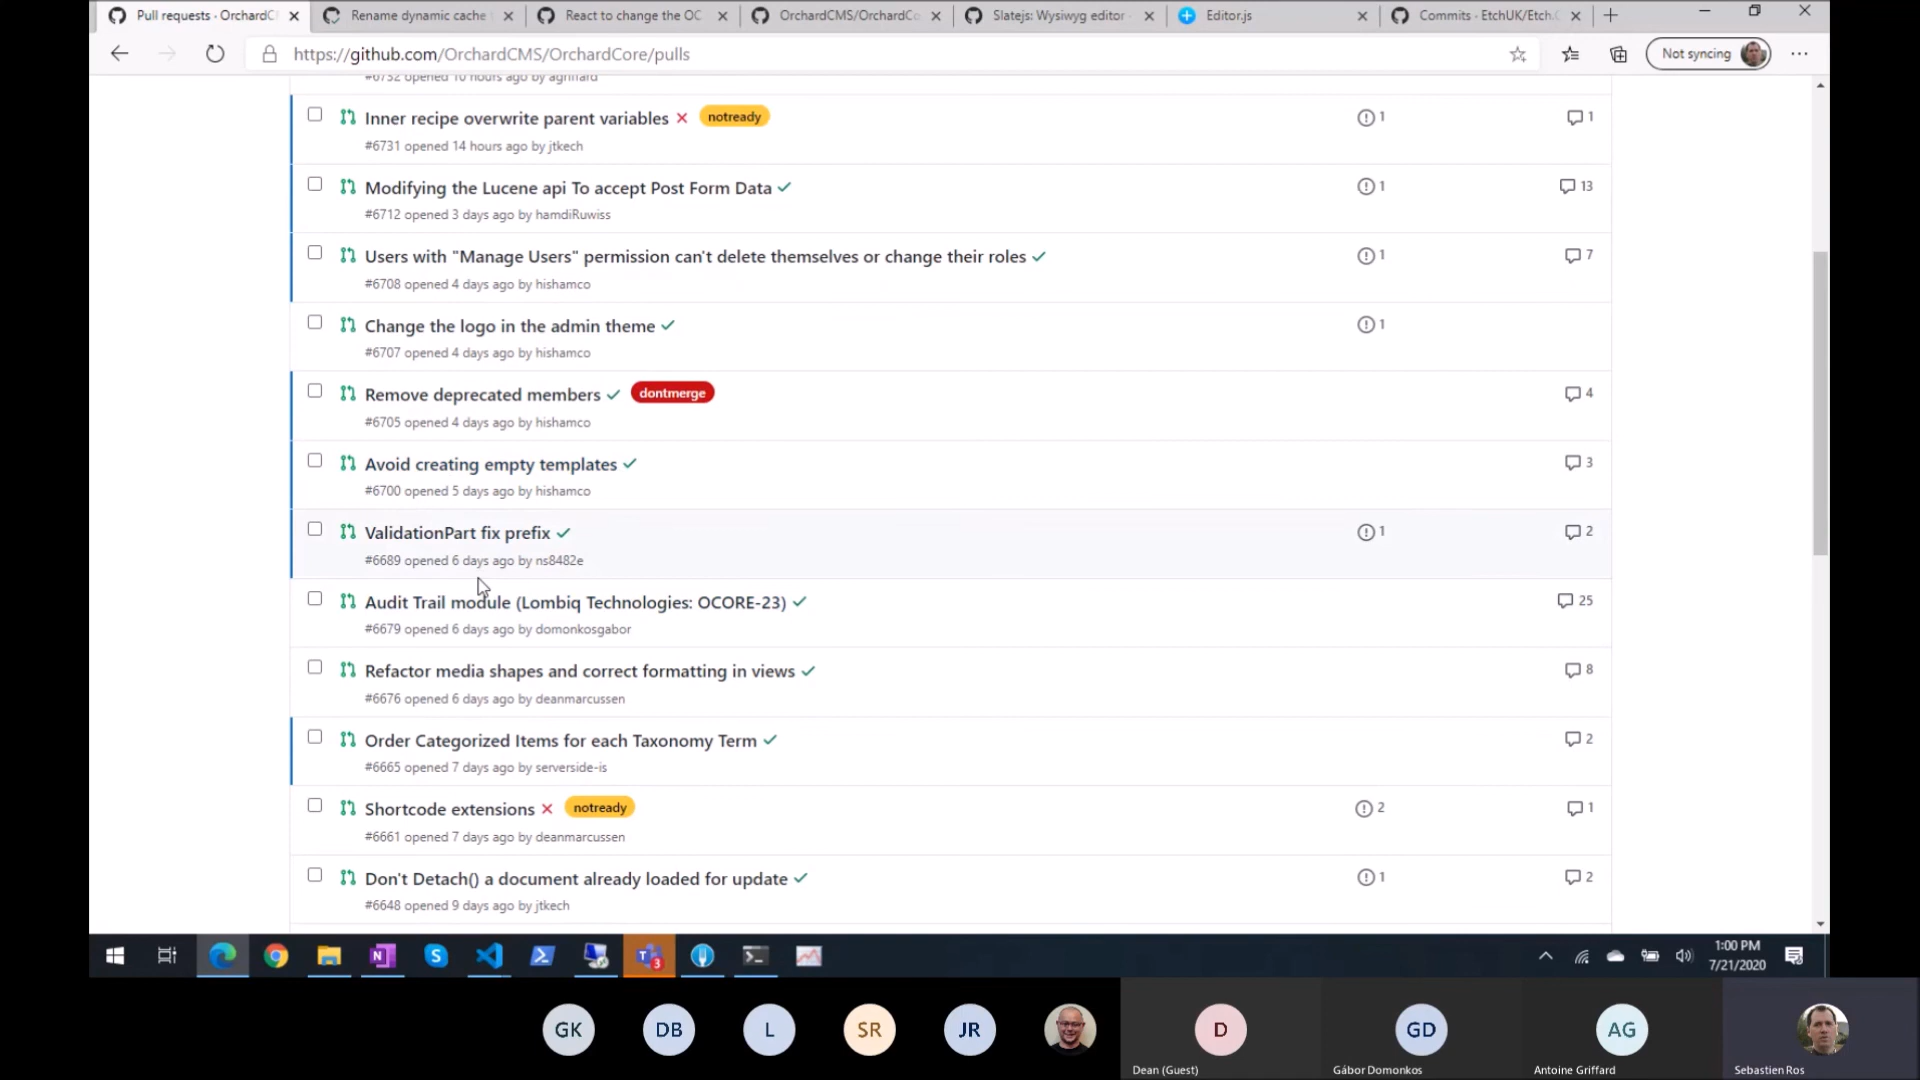 Pull requests · OrchardC
Rename dynamic cache
React to change the OC
OrchardCMS/OrchardCo
Slatejs: Wysiwyg editor
Editor.js
Commits · EtchUK/Etch.
https://github.com/OrchardCMS/OrchardCore/pulls
Not syncing
#6732 opened 10 hours ago by agriffard
Inner recipe overwrite parent variables notready 1 1
#6731 opened 14 hours ago by jtkech
Modifying the Lucene api To accept Post Form Data 1 13
#6712 opened 3 days ago by hamdiRuwiss
Users with "Manage Users" permission can't delete themselves or change their roles 1 7
#6708 opened 4 days ago by hishamco
Change the logo in the admin theme 1
#6707 opened 4 days ago by hishamco
Remove deprecated members dontmerge 4
#6705 opened 4 days ago by hishamco
Avoid creating empty templates 3
#6700 opened 5 days ago by hishamco
ValidationPart fix prefix 1 2
#6689 opened 6 days ago by ns8482e
Audit Trail module (Lombiq Technologies: OCORE-23) 25
#6679 opened 6 days ago by domonkosgabor
Refactor media shapes and correct formatting in views 8
#6676 opened 6 days ago by deanmarcussen
Order Categorized Items for each Taxonomy Term 2
#6665 opened 7 days ago by serverside-is
Shortcode extensions notready 2 1
#6661 opened 7 days ago by deanmarcussen
Don't Detach() a document already loaded for update 1 2
#6648 opened 9 days ago by jtkech
1:00 PM
7/21/2020
GK
DB
L
SR
JR
D
GD
AG
Dean (Guest)
Gábor Domonkos
Antoine Griffard
Sebastien Ros